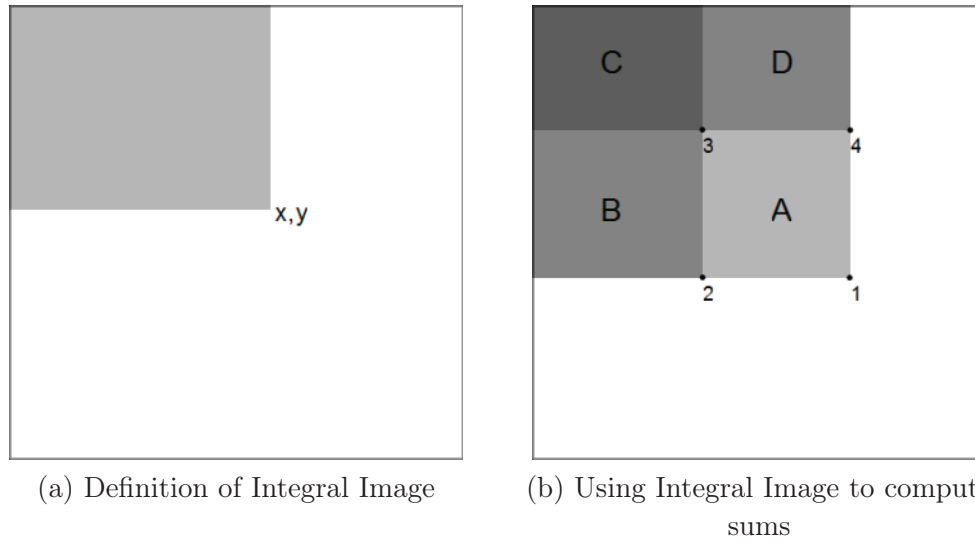 x,y
(a) Definition of Integral Image
C D
3 4
B A
2 1
(b) Using Integral Image to comput
sums